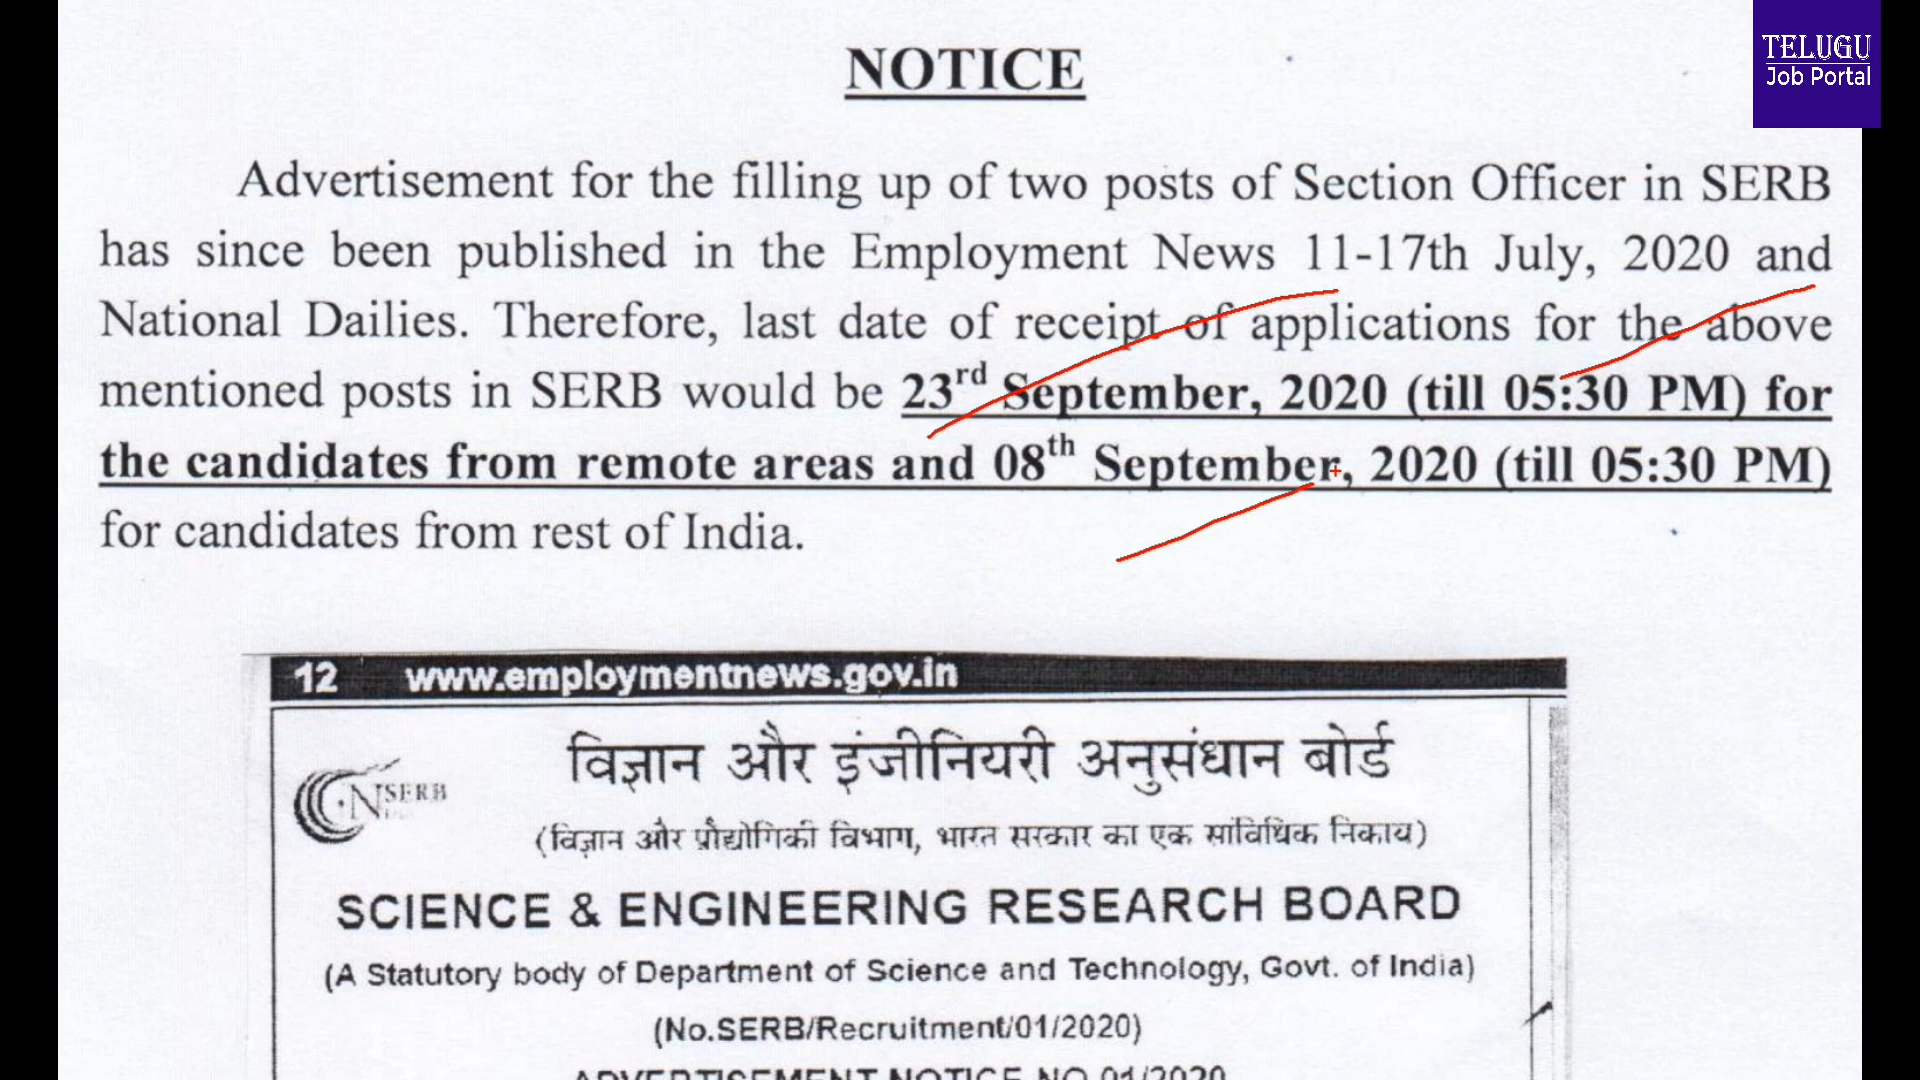 TELUGU
Job Portal
NOTICE
Advertisement for the filling up of two posts of Section Officer in SERB
has since been published in the Employment News 11-17th July, 2020 and
National Dailies. Therefore, last date of receipt of applications for the above
mentioned posts in SERB would be 23rd September, 2020 (till 05:30 PM) for
the candidates from remote areas and 08th September, 2020 (till 05:30 PM)
for candidates from rest of India.
12 www.employmentnews.gov.in
विज्ञान और इंजीनियरी अनुसंधान बोर्ड
SERB
(विज्ञान और प्रौद्योगिकी विभाग, भारत सरकार का एक सांविधिक निकाय)
SCIENCE & ENGINEERING RESEARCH BOARD
(A Statutory body of Department of Science and Technology, Govt. of India)
(No.SERB/Recruitment/01/2020)
ADVERTISEMENT NOTICE NO.01/2020